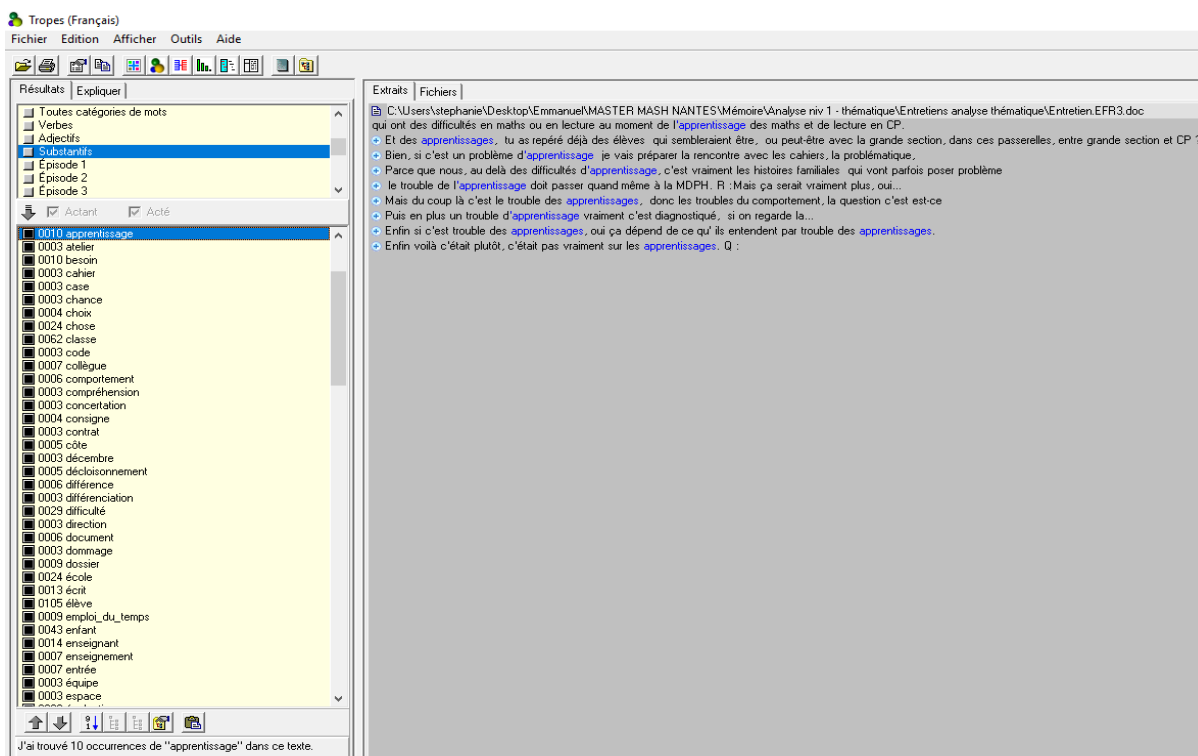 Tropes (Français)
Fichier Edition Afficher Outils Aide
Résultats Expliquer
Toutes catégories de mots
Verbes
Adjectifs
Substantifs
Épisode 1
Épisode 2
Épisode 3
Actant Acté
0010 apprentissage
0003 atelier
0010 besoin
0003 cahier
0003 case
0003 chance
0004 choix
0024 chose
0062 classe
0003 code
0007 collègue
0006 comportement
0003 compréhension
0003 concertation
0004 consigne
0003 contrat
0005 côte
0003 décembre
0005 décloisonnement
0006 différence
0003 différenciation
0029 difficulté
0003 direction
0006 document
0003 dommage
0009 dossier
0024 école
0013 écrit
0105 élève
0009 emploi_du_temps
0043 enfant
0014 enseignant
0007 enseignement
0007 entrée
0003 équipe
0003 espace
J'ai trouvé 10 occurrences de "apprentissage" dans ce texte.
Extraits Fichiers
C:\Users\stephanie\Desktop\Emmanuel\MASTER MASH NANTES\Mémoire\Analyse niv 1 - thématique\Entretiens analyse thématique\Entretien.EFR3.doc
qui ont des difficultés en maths ou en lecture au moment de l'apprentissage des maths et de lecture en CP.
Et des apprentissages, tu as repéré déjà des élèves qui sembleraient être, ou peut-être avec la grande section, dans ces passerelles, entre grande section et CP ?
Bien, si c'est un problème d'apprentissage je vais préparer la rencontre avec les cahiers, la problématique,
Parce que nous, au delà des difficultés d'apprentissage, c'est vraiment les histoires familiales qui vont parfois poser problème
le trouble de l'apprentissage doit passer quand même à la MDPH. R :Mais ça serait vraiment plus, oui...
Mais du coup là c'est le trouble des apprentissages, donc les troubles du comportement, la question c'est est-ce
Puis en plus un trouble d'apprentissage vraiment c'est diagnostiqué, si on regarde la...
Enfin si c'est trouble des apprentissages, oui ça dépend de ce qu' ils entendent par trouble des apprentissages.
Enfin voilà c'était plutôt, c'était pas vraiment sur les apprentissages. Q :